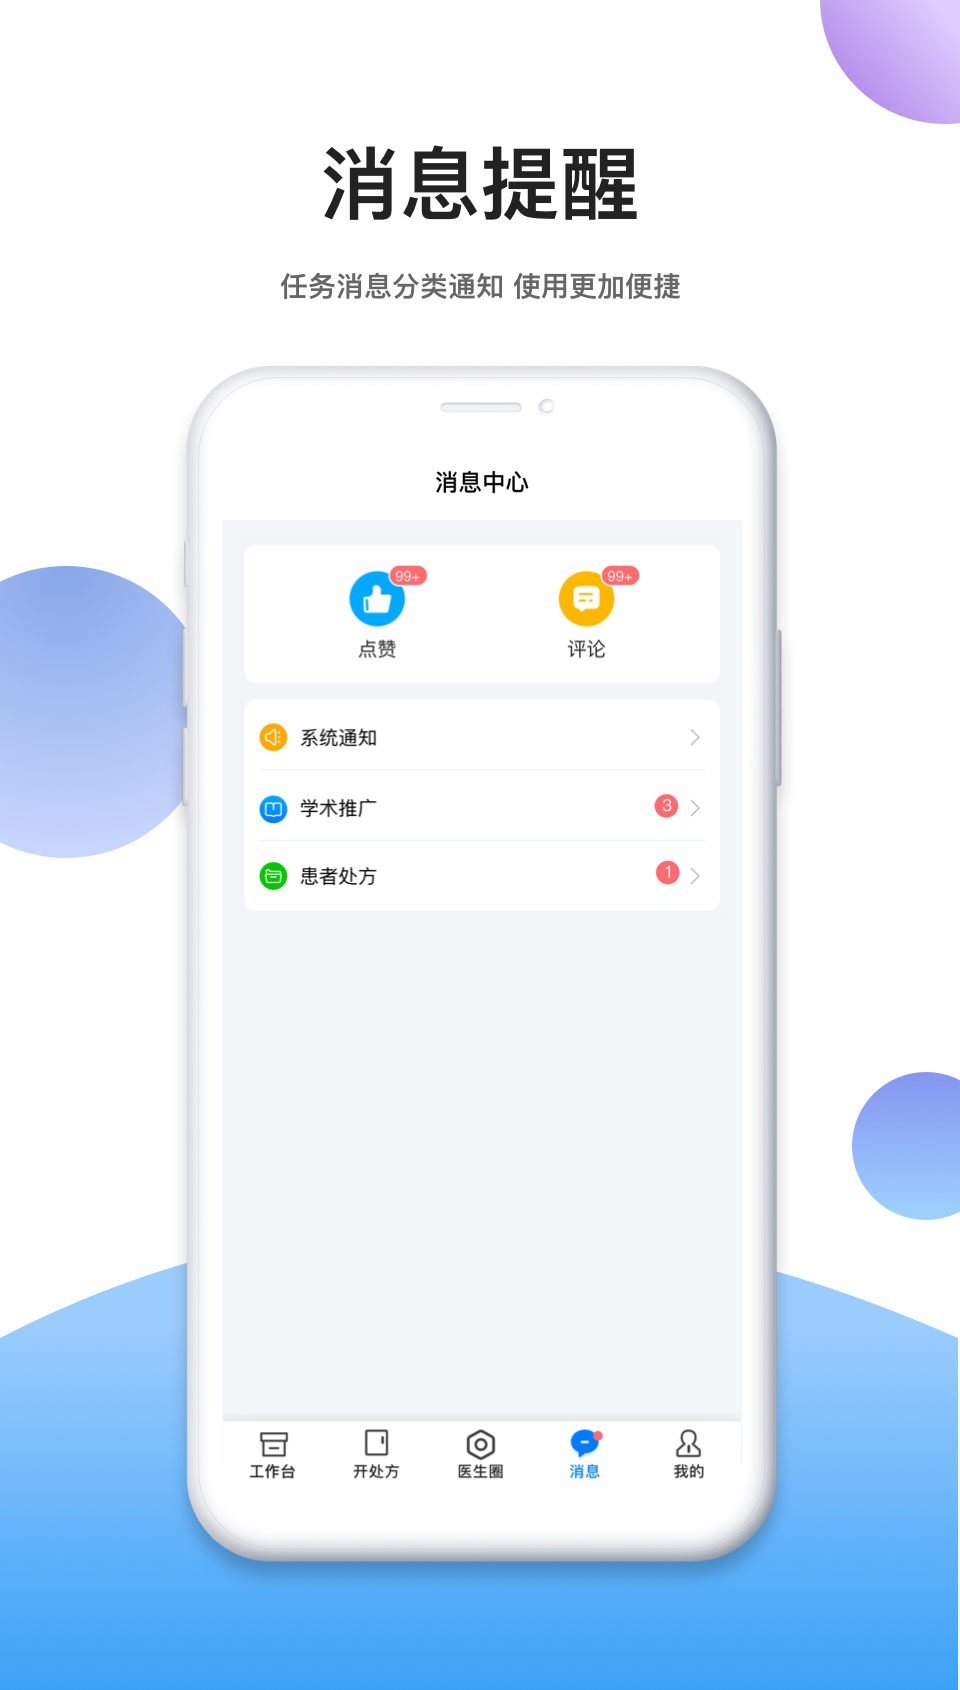 消息提醒
任务消息分类通知 使用更加便捷
消息中心
99+ 99+
点赞 评论
系统通知
学术推广 3
患者处方 1
工作台 开处方 医生圈 消息 我的